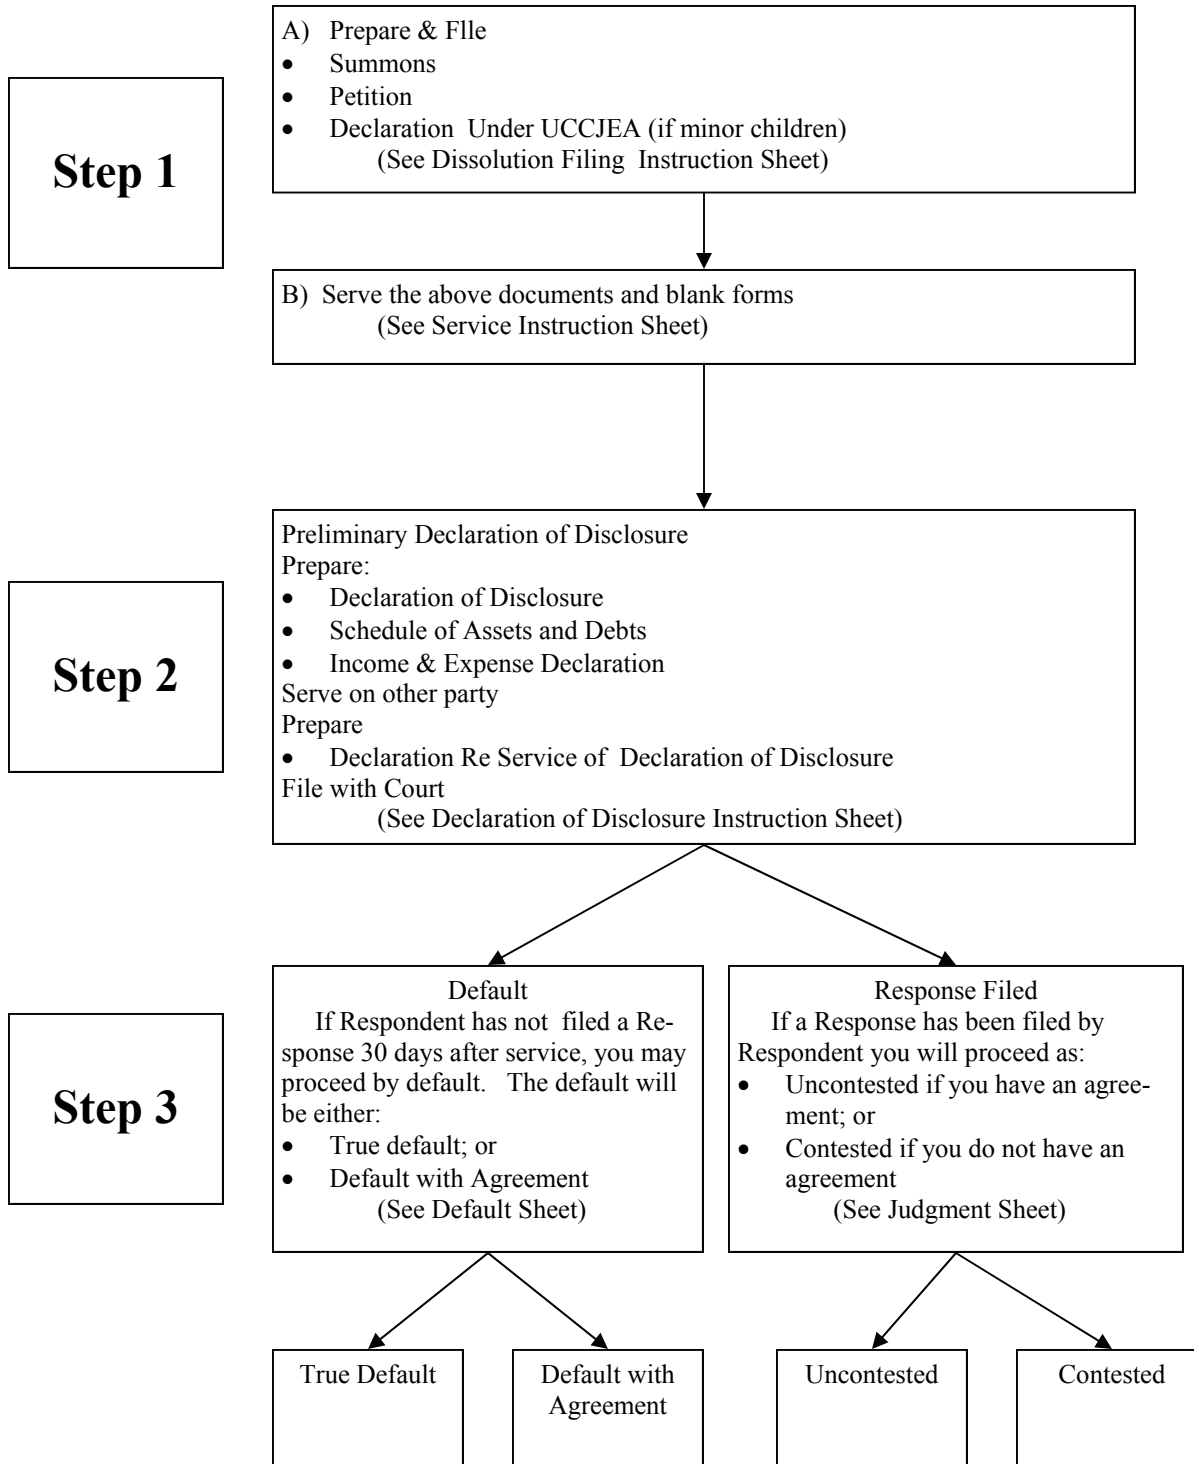 Step 1
A) Prepare & Flle
• Summons
• Petition
• Declaration Under UCCJEA (if minor children)
(See Dissolution Filing Instruction Sheet)
B) Serve the above documents and blank forms
(See Service Instruction Sheet)
Step 2
Preliminary Declaration of Disclosure
Prepare:
• Declaration of Disclosure
• Schedule of Assets and Debts
• Income & Expense Declaration
Serve on other party
Prepare
• Declaration Re Service of Declaration of Disclosure
File with Court
(See Declaration of Disclosure Instruction Sheet)
Step 3
Default
If Respondent has not filed a Re-
sponse 30 days after service, you may
proceed by default. The default will
be either:
• True default; or
• Default with Agreement
(See Default Sheet)
Response Filed
If a Response has been filed by
Respondent you will proceed as:
• Uncontested if you have an agree-
ment; or
• Contested if you do not have an
agreement
(See Judgment Sheet)
True Default
Default with
Agreement
Uncontested
Contested